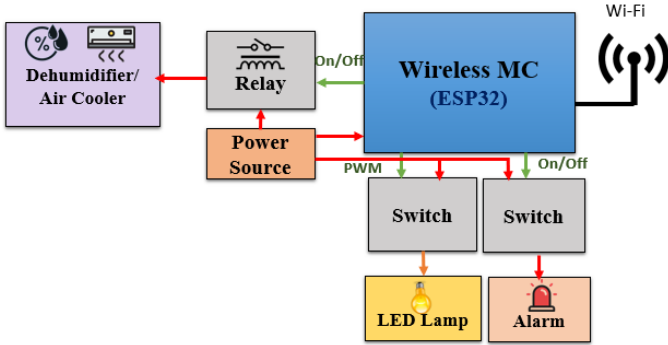 Wi-Fi
%
Dehumidifier/
Air Cooler
Relay
On/Off
Wireless MC
(ESP32)
Power
Source
PWM
On/Off
Switch
Switch
LED Lamp
Alarm